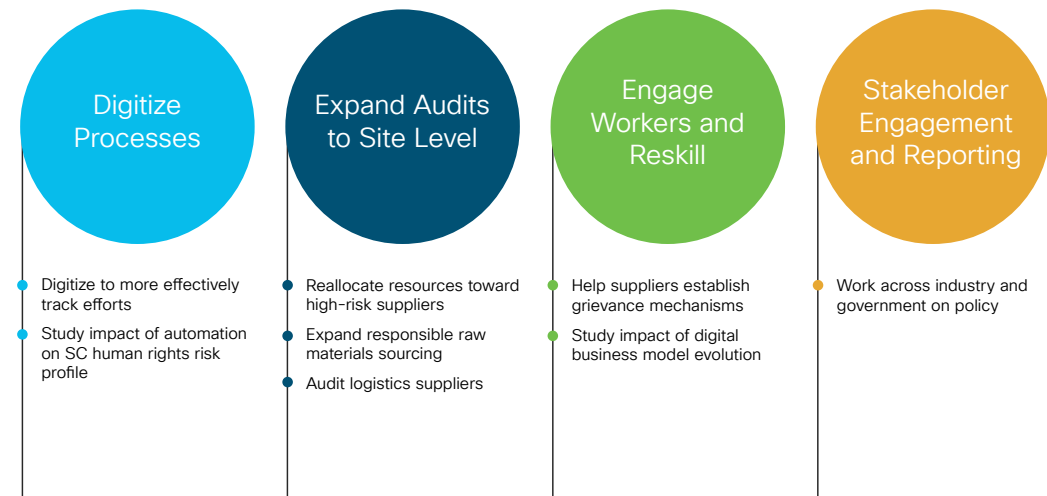 Digitize
Processes
Expand Audits
to Site Level
Engage
Workers and
Reskill
Stakeholder
Engagement
and Reporting
Digitize to more effectively
track efforts
Study impact of automation
on SC human rights risk
profile
Reallocate resources toward
high-risk suppliers
Expand responsible raw
materials sourcing
Audit logistics suppliers
Help suppliers establish
grievance mechanisms
Study impact of digital
business model evolution
Work across industry and
government on policy